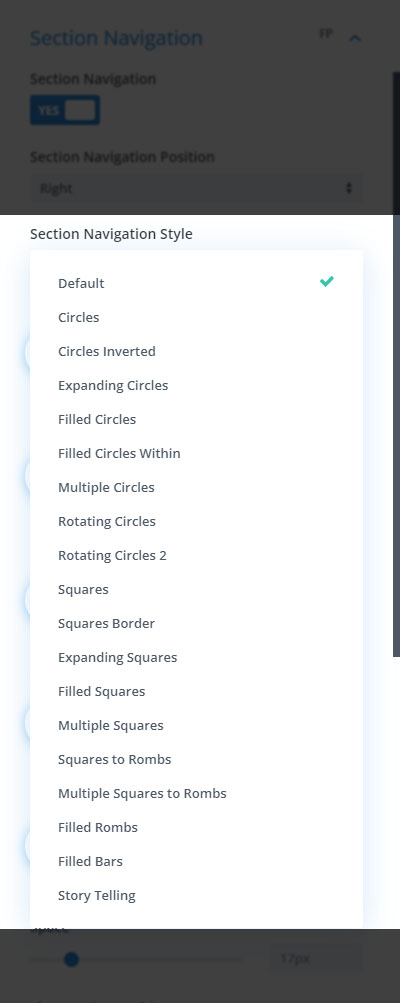 Section Navigation
FP
Section Navigation
YES
Section Navigation Position
Right
Section Navigation Style
Default
Circles
Circles Inverted
Expanding Circles
Filled Circles
Filled Circles Within
Multiple Circles
Rotating Circles
Rotating Circles 2
Squares
Squares Border
Expanding Squares
Filled Squares
Multiple Squares
Squares to Rombs
Multiple Squares to Rombs
Filled Rombs
Filled Bars
Story Telling
17px